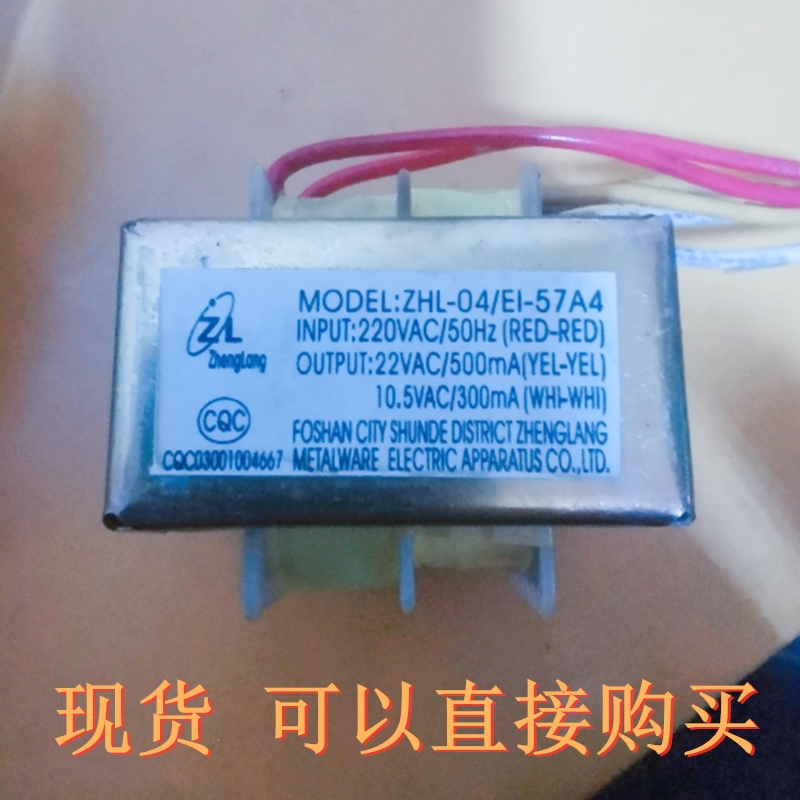 MODEL:ZHL-04/EI-57A4
INPUT:220VAC/50Hz (RED-RED)
OUTPUT:22VAC/500mA(YEL-YEL)
10.5VAC/300mA (WHI-WHI)
ZL
ZhengLang
CQC
CQC03001004667
FOSHAN CITY SHUNDE DISTRICT ZHENGLANG
METALWARE ELECTRIC APPARATUS CO.,LTD.
现货 可以直接购买